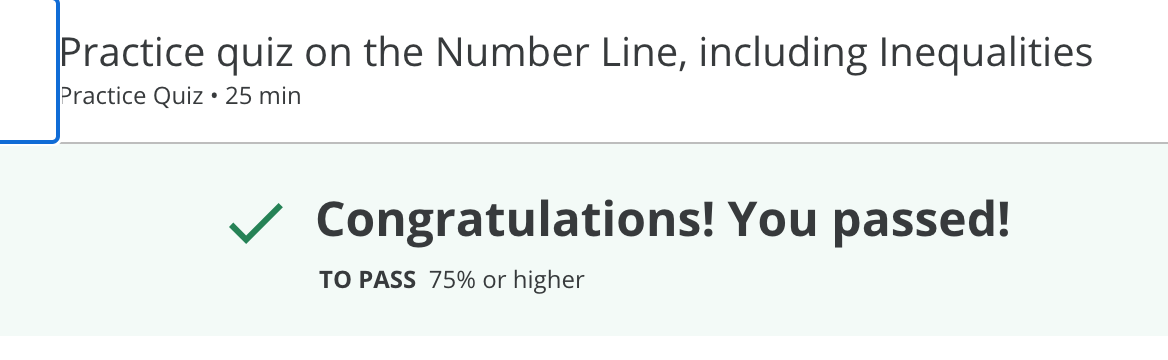 Practice quiz on the Number Line, including Inequalities
Practice Quiz • 25 min
Congratulations! You passed!
TO PASS 75% or higher